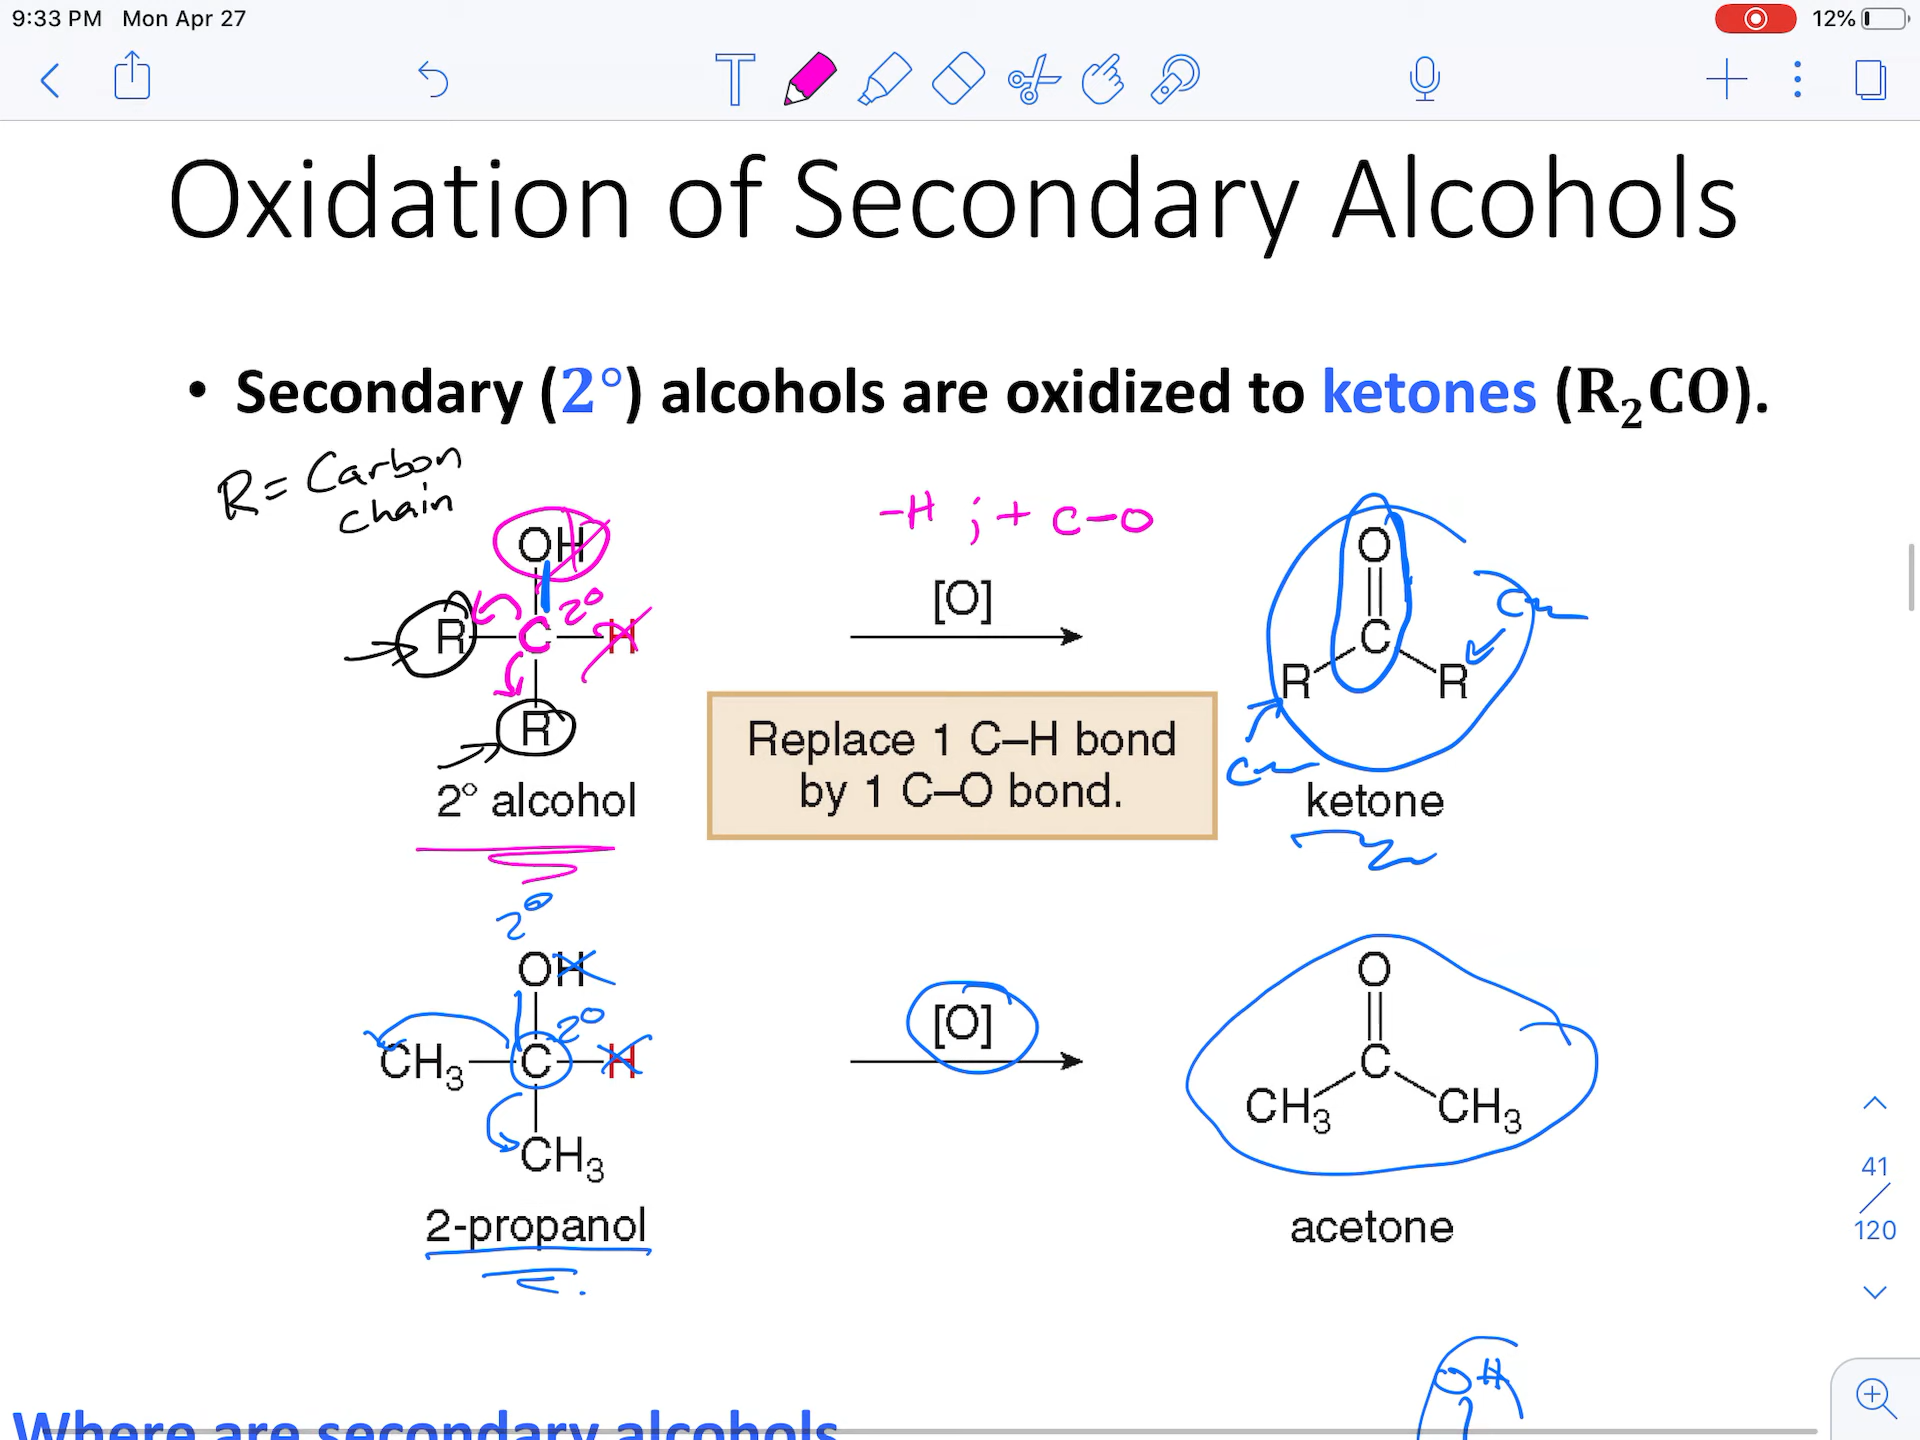 9:33 PM Mon Apr 27
12%
T
Oxidation of Secondary Alcohols
• Secondary (2°) alcohols are oxidized to ketones (R₂CO).
R = Carbon
chain
-H ; + C-O
OH
[O]
O
2°
R C H
C
R R
R
Replace 1 C–H bond
by 1 C–O bond.
2° alcohol
ketone
2°
OH
[O]
O
2°
CH₃ C H
C
CH₃ CH₃
CH₃
2-propanol
acetone
41
/
120
OH
Where are secondary alcohols